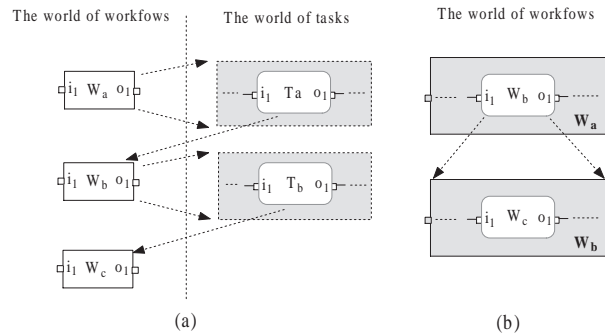 The world of workfows
The world of tasks
The world of workfows
i1 Wa o1
i1 Ta o1
i1 Wb o1
Wa
i1 Wb o1
i1 Tb o1
i1 Wc o1
Wb
i1 Wc o1
(a)
(b)